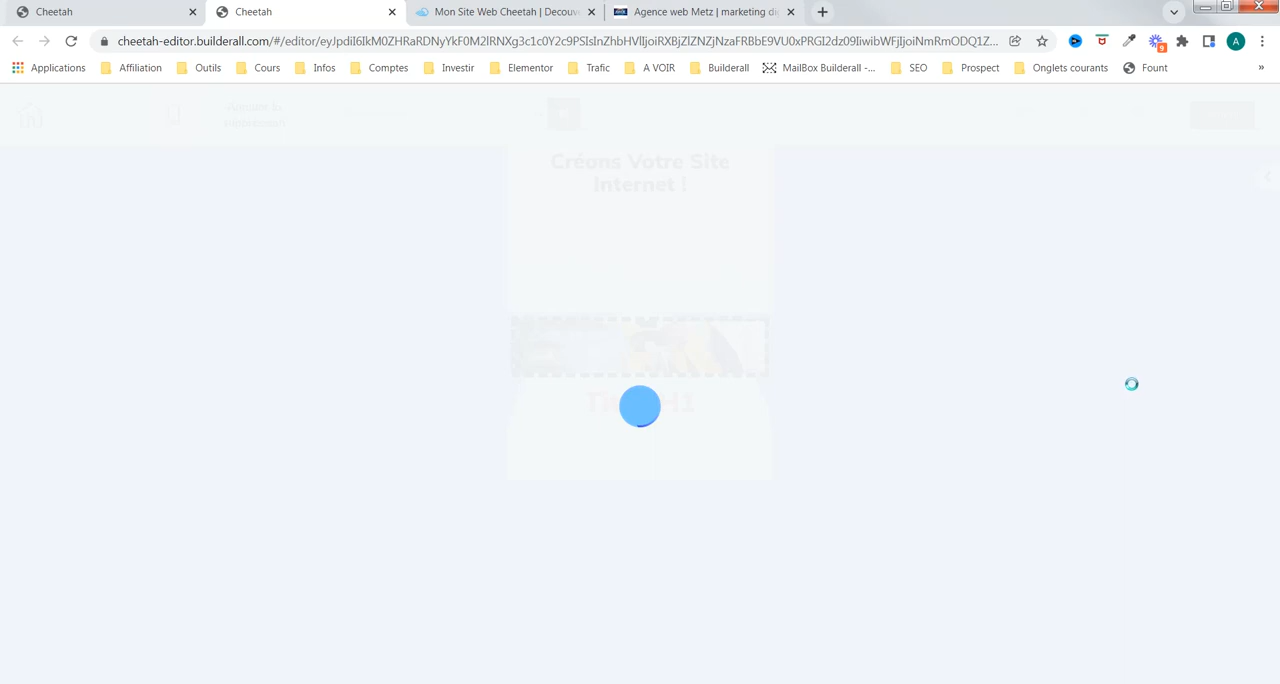 Cheetah
Cheetah
Mon Site Web Cheetah | Decouv
Agence web Metz | marketing di
cheetah-editor.builderall.com/#/editor/
Applications
Affiliation
Outils
Cours
Infos
Comptes
Investir
Elementor
Trafic
A VOIR
Builderall
MailBox Builderall -...
SEO
Prospect
Onglets courants
Fount
»
9
A
Créons Votre Site
Internet !